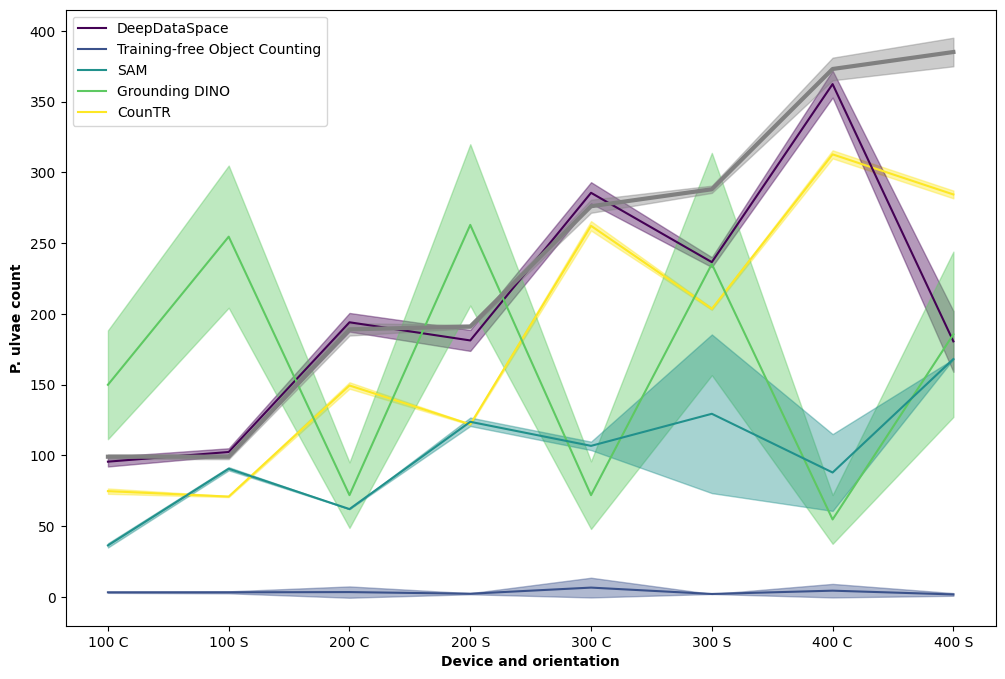 DeepDataSpace
Training-free Object Counting
SAM
Grounding DINO
CounTR
P. ulvae count
400
350
300
250
200
150
100
50
0
100 C 100 S 200 C 200 S 300 C 300 S 400 C 400 S
Device and orientation